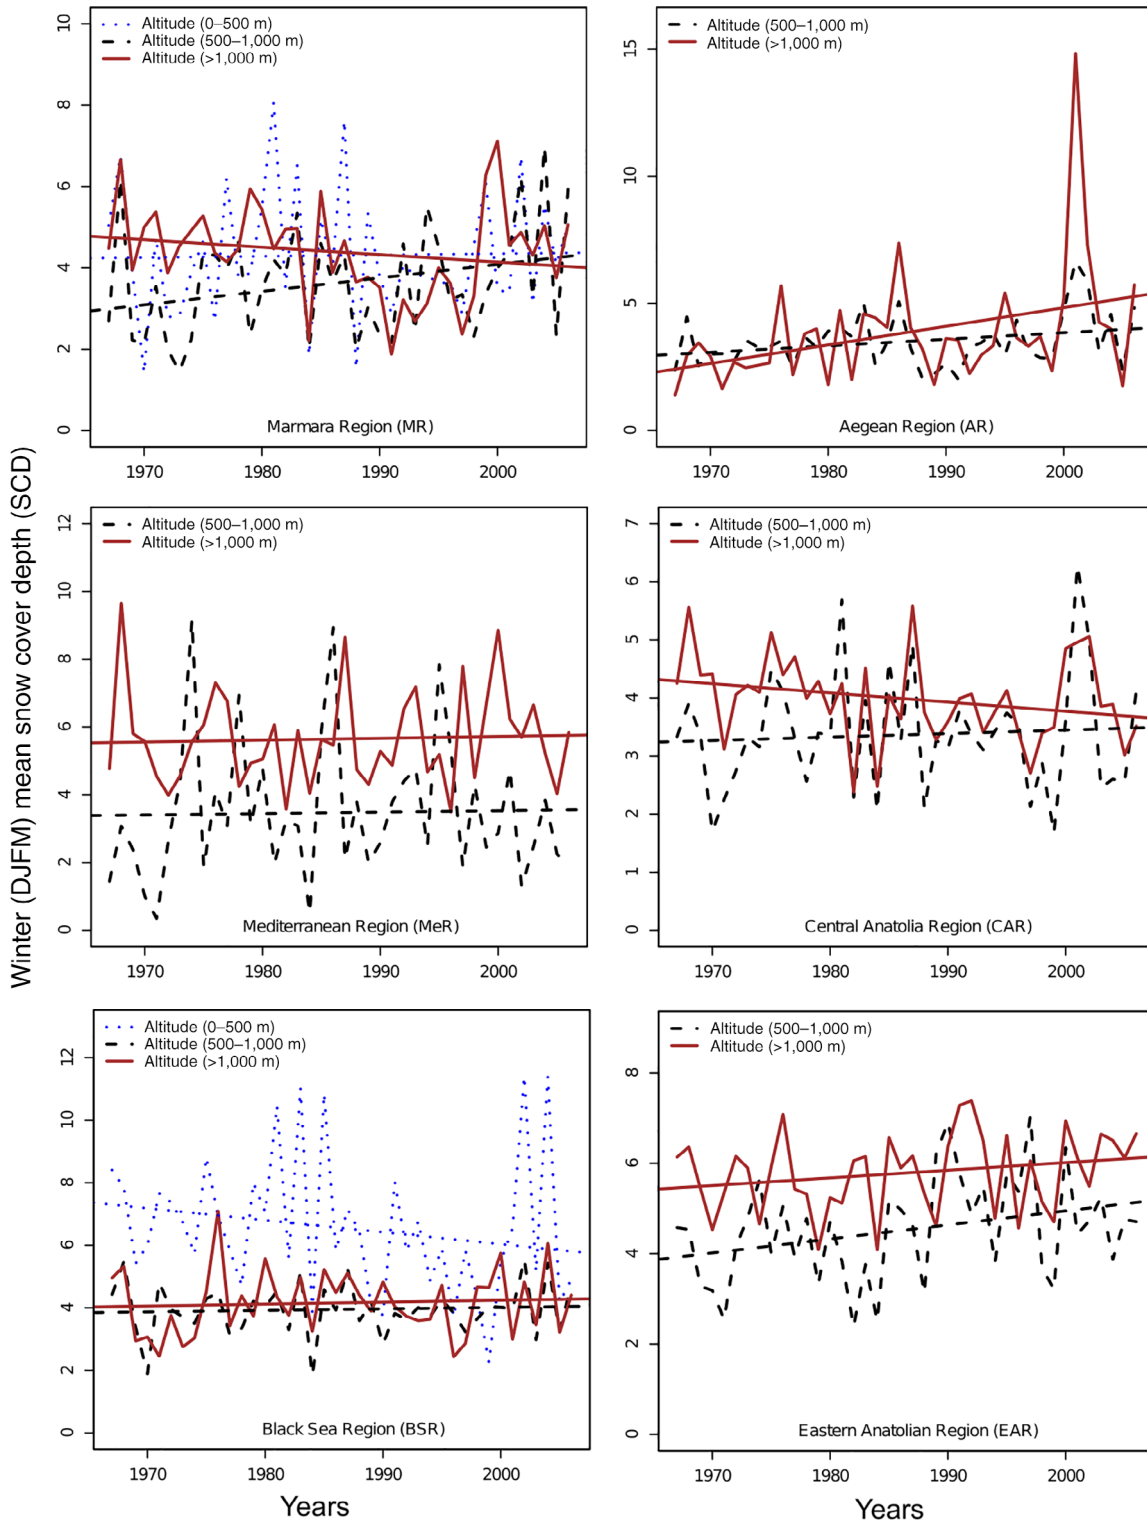 Winter (DJFM) mean snow cover depth (SCD)
Altitude (0–500 m)
Altitude (500–1,000 m)
Altitude (>1,000 m)
10
8
6
4
2
0
Marmara Region (MR)
1970 1980 1990 2000
Altitude (500–1,000 m)
Altitude (>1,000 m)
15
10
5
0
Aegean Region (AR)
1970 1980 1990 2000
Altitude (500–1,000 m)
Altitude (>1,000 m)
12
10
8
6
4
2
0
Mediterranean Region (MeR)
1970 1980 1990 2000
Altitude (500–1,000 m)
Altitude (>1,000 m)
7
6
5
4
3
2
1
0
Central Anatolia Region (CAR)
1970 1980 1990 2000
Altitude (0–500 m)
Altitude (500–1,000 m)
Altitude (>1,000 m)
12
10
8
6
4
2
0
Black Sea Region (BSR)
1970 1980 1990 2000
Years
Altitude (500–1,000 m)
Altitude (>1,000 m)
8
6
4
2
0
Eastern Anatolian Region (EAR)
1970 1980 1990 2000
Years